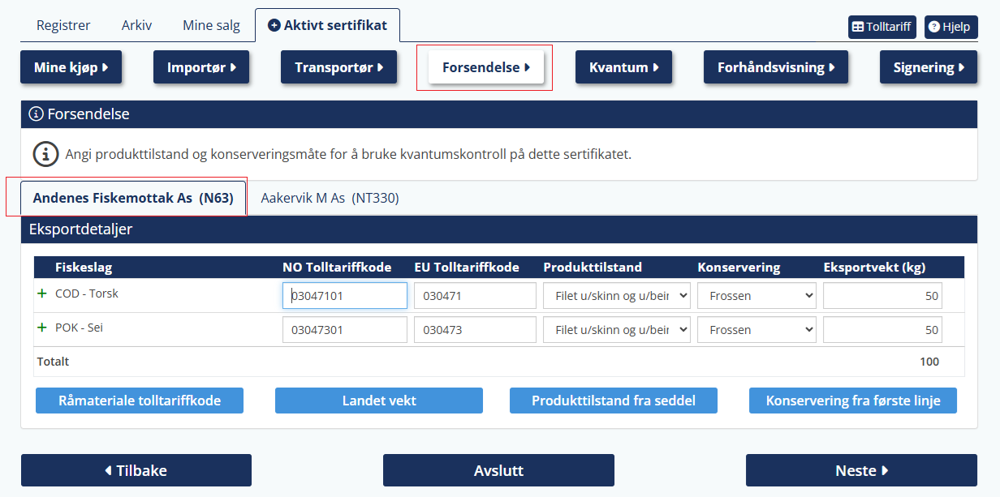 Registrer Arkiv Mine salg Aktivt sertifikat Tolltariff Hjelp
Mine kjøp Importør Transportør Forsendelse Kvantum Forhåndsvisning Signering
Forsendelse
Angi produkttilstand og konserveringsmåte for å bruke kvantumskontroll på dette sertifikatet.
Andenes Fiskemottak As (N63) Aakervik M As (NT330)
Eksportdetaljer
Fiskeslag NO Tolltariffkode EU Tolltariffkode Produkttilstand Konservering Eksportvekt (kg)
+ COD - Torsk 03047101 030471 Filet u/skinn og u/beir Frossen 50
+ POK - Sei 03047301 030473 Filet u/skinn og u/beir Frossen 50
Totalt 100
Råmateriale tolltariffkode Landet vekt Produkttilstand fra seddel Konservering fra første linje
Tilbake Avslutt Neste